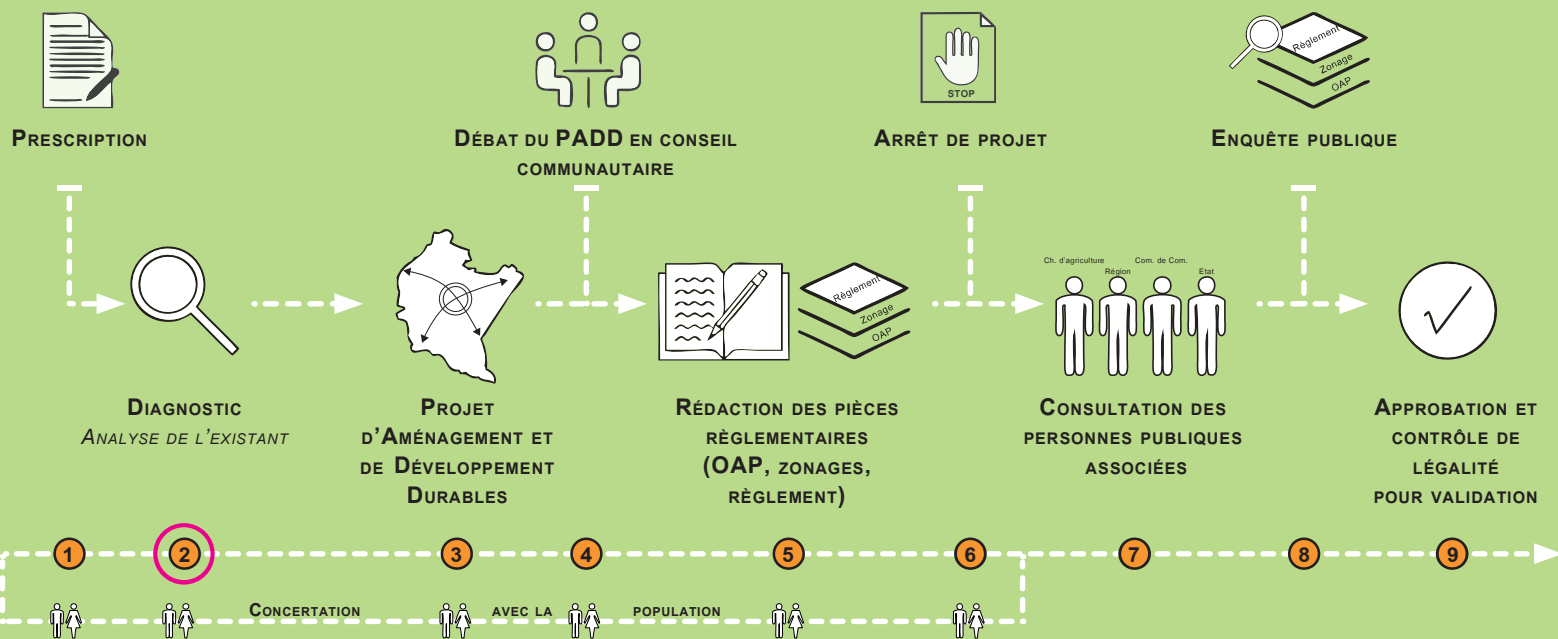 STOP
Règlement
Zonage
OAP
PRESCRIPTION
DÉBAT DU PADD EN CONSEIL
COMMUNAUTAIRE
ARRÊT DE PROJET
ENQUÊTE PUBLIQUE
Ch. d'agriculture
Région
Com. de Com.
Etat
Règlement
Zonage
OAP
DIAGNOSTIC
ANALYSE DE L'EXISTANT
PROJET
D'AMÉNAGEMENT ET
DE DÉVELOPPEMENT
DURABLES
RÉDACTION DES PIÈCES
RÈGLEMENTAIRES
(OAP, ZONAGES,
RÈGLEMENT)
CONSULTATION DES
PERSONNES PUBLIQUES
ASSOCIÉES
APPROBATION ET
CONTRÔLE DE
LÉGALITÉ
POUR VALIDATION
1 2 3 4 5 6 7 8 9
CONCERTATION AVEC LA POPULATION